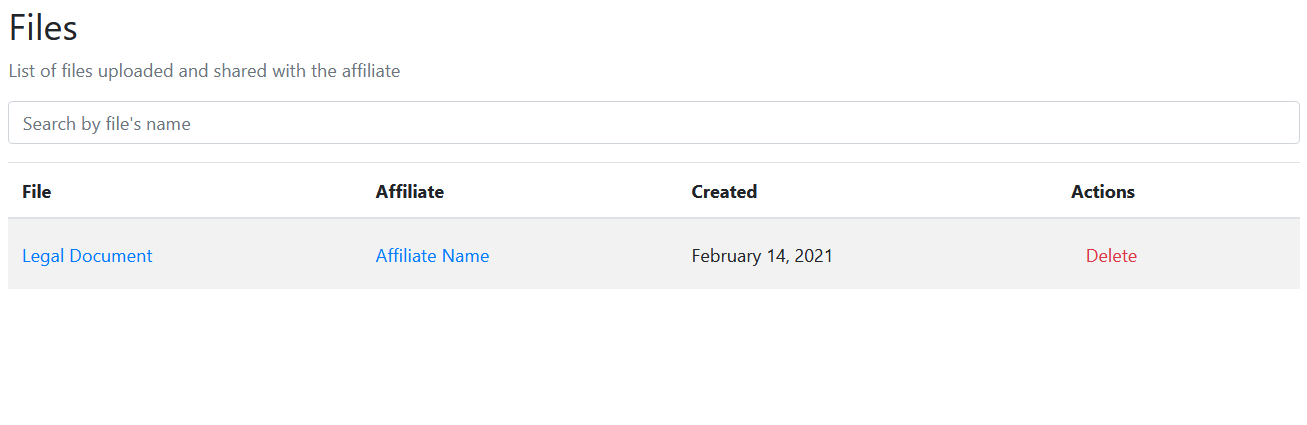 Files
List of files uploaded and shared with the affiliate
Search by file's name
File Affiliate Created Actions
Legal Document Affiliate Name February 14, 2021 Delete